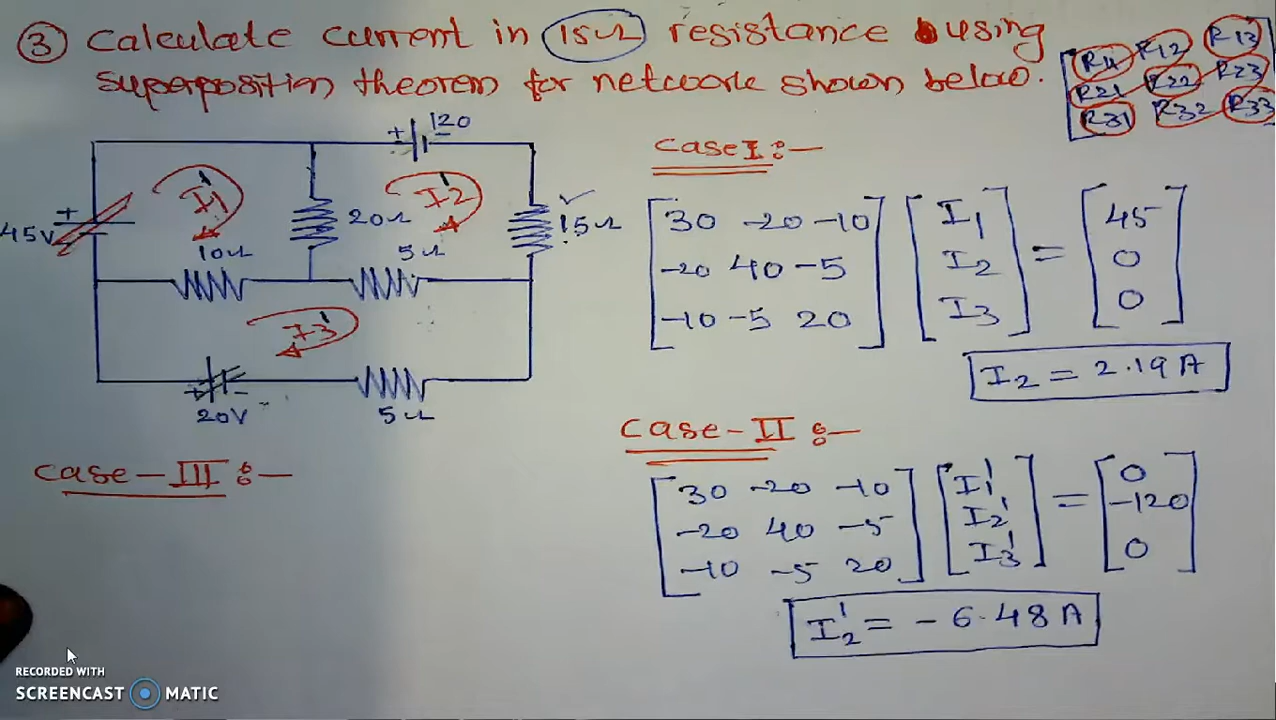 ③ Calculate current in 15Ω resistance using
superposition theorem for network shown below.
R11 R12 R13
R21 R22 R23
R31 R32 R33
+ 120 −
45V
+
I1'
20Ω
I2'
15Ω
10Ω
5Ω
I3'
+ −
20V
5Ω
Case I :—
30 -20 -10 I1 = 45
-20 40 -5 I2 0
-10 -5 20 I3 0
I2 = 2.19 A
Case-II :—
30 -20 -10 I1' = 0
-20 40 -5 I2' -120
-10 -5 20 I3' 0
I2' = - 6.48 A
Case-III :—
RECORDED WITH
SCREENCAST MATIC